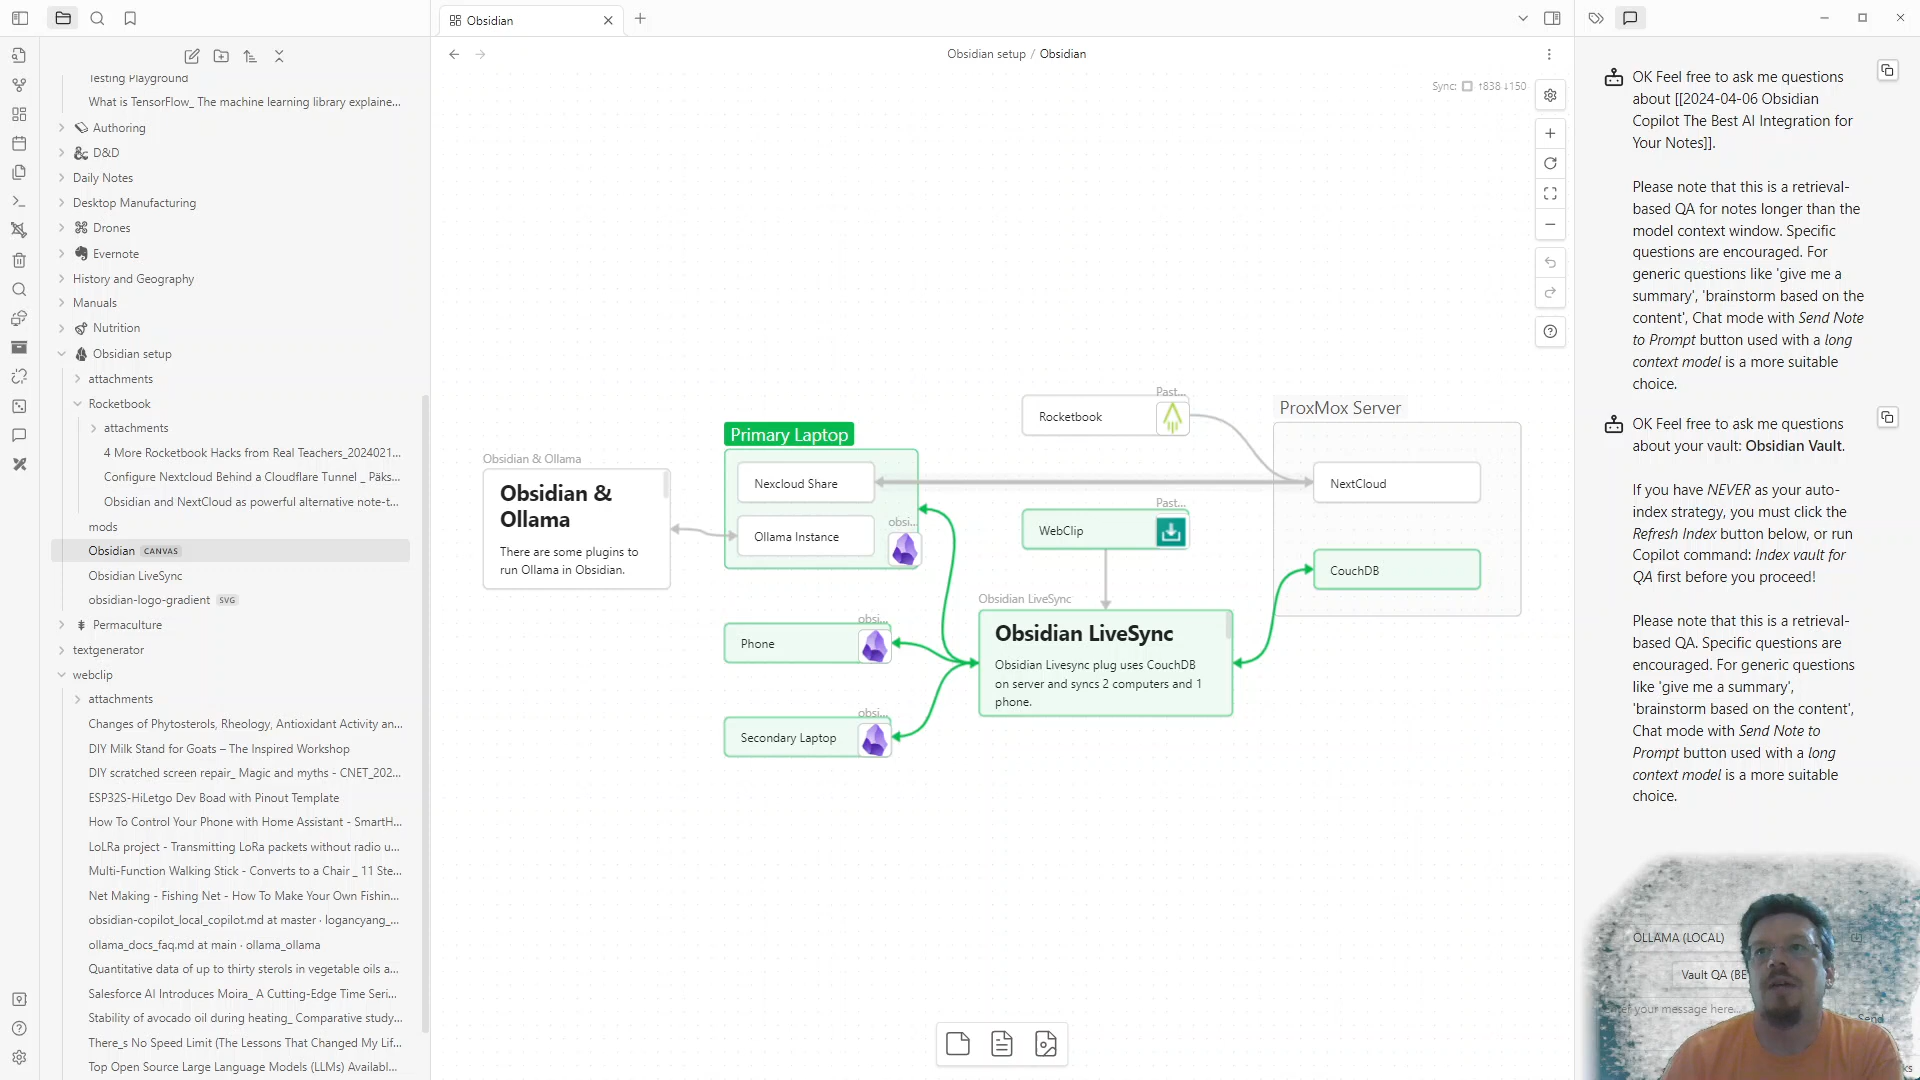 Obsidian
Obsidian setup / Obsidian
Sync: ↑838 ↓150
Testing Playground
What is TensorFlow_ The machine learning library explaine...
Authoring
D&D
Daily Notes
Desktop Manufacturing
Drones
Evernote
History and Geography
Manuals
Nutrition
Obsidian setup
attachments
Rocketbook
attachments
4 More Rocketbook Hacks from Real Teachers_2024021...
Configure Nextcloud Behind a Cloudflare Tunnel _ Päks...
Obsidian and NextCloud as powerful alternative note-t...
mods
Obsidian CANVAS
Obsidian LiveSync
obsidian-logo-gradient SVG
Permaculture
textgenerator
webclip
attachments
Changes of Phytosterols, Rheology, Antioxidant Activity an...
DIY Milk Stand for Goats – The Inspired Workshop
DIY scratched screen repair_ Magic and myths - CNET_202...
ESP32S-HiLetgo Dev Boad with Pinout Template
How To Control Your Phone with Home Assistant - SmartH...
LoLRa project - Transmitting LoRa packets without radio u...
Multi-Function Walking Stick - Converts to a Chair _ 11 Ste...
Net Making - Fishing Net - How To Make Your Own Fishin...
obsidian-copilot_local_copilot.md at master · logancyang_...
ollama_docs_faq.md at main · ollama_ollama
Quantitative data of up to thirty sterols in vegetable oils a...
Salesforce AI Introduces Moira_ A Cutting-Edge Time Seri...
Stability of avocado oil during heating_ Comparative study...
There_s No Speed Limit (The Lessons That Changed My Lif...
Top Open Source Large Language Models (LLMs) Availabl...
Obsidian & Ollama
Obsidian &
Ollama
There are some plugins to
run Ollama in Obsidian.
Primary Laptop
Nexcloud Share
Ollama Instance
obsi...
Phone
obsi...
Secondary Laptop
obsi...
Rocketbook
Past...
WebClip
Past...
Obsidian LiveSync
Obsidian LiveSync
Obsidian Livesync plug uses CouchDB
on server and syncs 2 computers and 1
phone.
ProxMox Server
NextCloud
CouchDB
OK Feel free to ask me questions
about [[2024-04-06 Obsidian
Copilot The Best AI Integration for
Your Notes]].
Please note that this is a retrieval-
based QA for notes longer than the
model context window. Specific
questions are encouraged. For
generic questions like 'give me a
summary', 'brainstorm based on the
content', Chat mode with Send Note
to Prompt button used with a long
context model is a more suitable
choice.
OK Feel free to ask me questions
about your vault: Obsidian Vault.
If you have NEVER as your auto-
index strategy, you must click the
Refresh Index button below, or run
Copilot command: Index vault for
QA first before you proceed!
Please note that this is a retrieval-
based QA. Specific questions are
encouraged. For generic questions
like 'give me a summary',
'brainstorm based on the content',
Chat mode with Send Note to
Prompt button used with a long
context model is a more suitable
choice.
OLLAMA (LOCAL)
Vault QA (BE
your message here...
Send